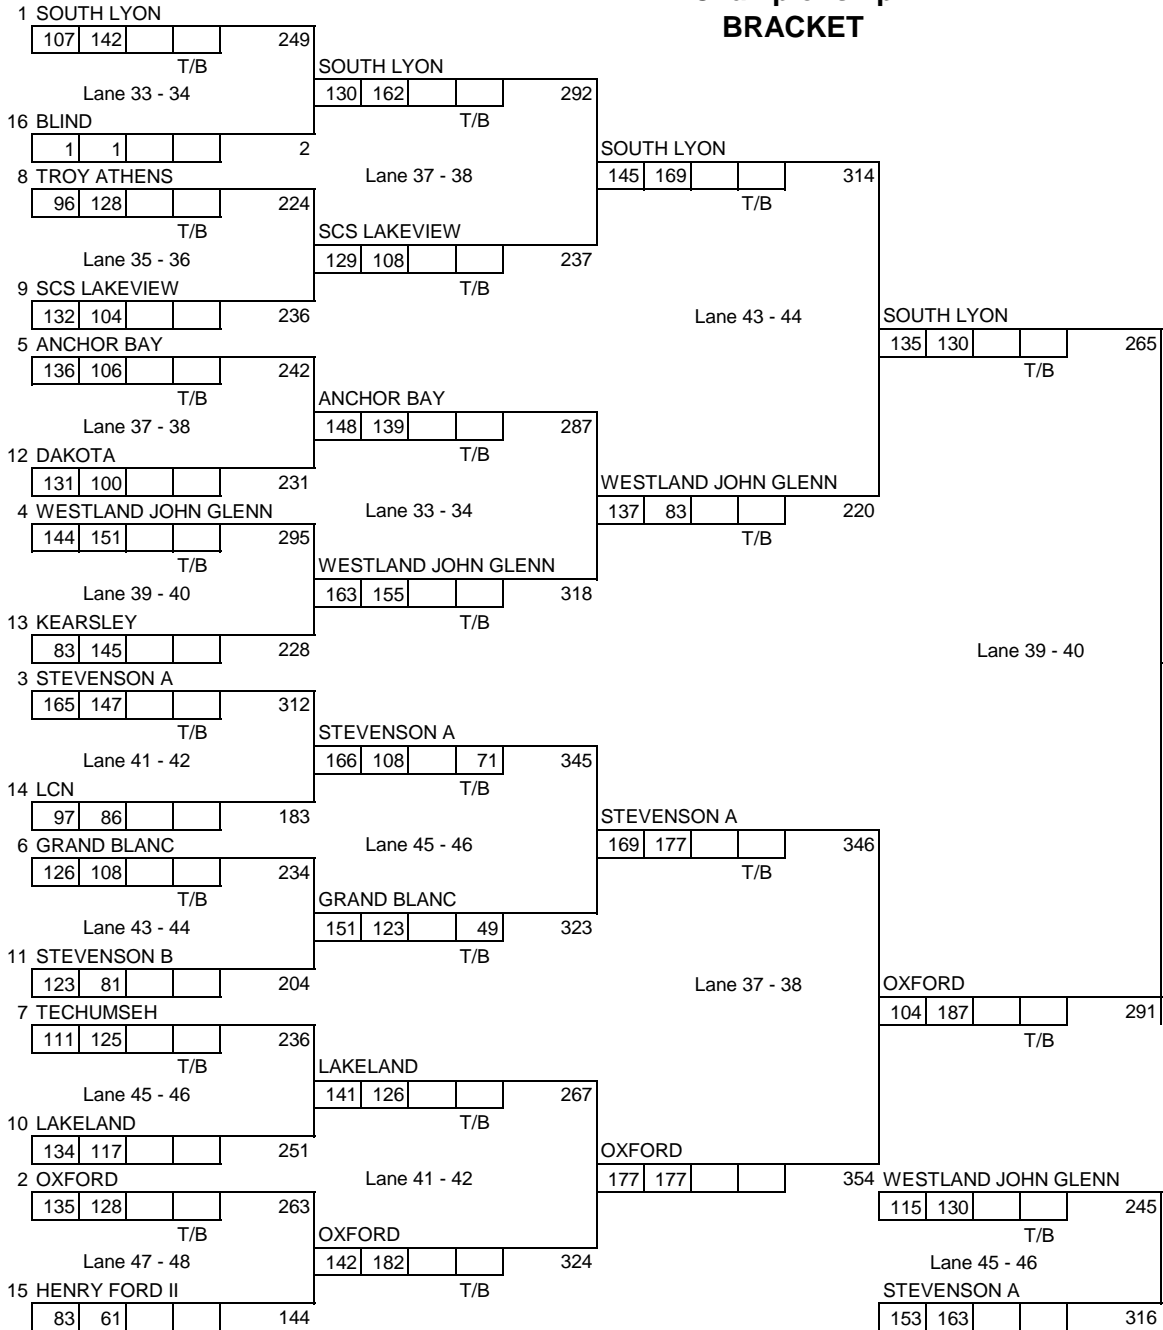 BRACKET
1 SOUTH LYON
107 142 249
T/B
Lane 33 - 34
16 BLIND
1 1 2
8 TROY ATHENS
96 128 224
T/B
Lane 35 - 36
9 SCS LAKEVIEW
132 104 236
5 ANCHOR BAY
136 106 242
T/B
Lane 37 - 38
12 DAKOTA
131 100 231
4 WESTLAND JOHN GLENN
144 151 295
T/B
Lane 39 - 40
13 KEARSLEY
83 145 228
3 STEVENSON A
165 147 312
T/B
Lane 41 - 42
14 LCN
97 86 183
6 GRAND BLANC
126 108 234
T/B
Lane 43 - 44
11 STEVENSON B
123 81 204
7 TECHUMSEH
111 125 236
T/B
Lane 45 - 46
10 LAKELAND
134 117 251
2 OXFORD
135 128 263
T/B
Lane 47 - 48
15 HENRY FORD II
83 61 144
SOUTH LYON
130 162 292
T/B
Lane 37 - 38
SCS LAKEVIEW
129 108 237
T/B
ANCHOR BAY
148 139 287
T/B
Lane 33 - 34
WESTLAND JOHN GLENN
163 155 318
T/B
STEVENSON A
166 108 71 345
T/B
Lane 45 - 46
GRAND BLANC
151 123 49 323
T/B
LAKELAND
141 126 267
T/B
Lane 41 - 42
OXFORD
142 182 324
T/B
SOUTH LYON
145 169 314
T/B
Lane 43 - 44
WESTLAND JOHN GLENN
137 83 220
T/B
STEVENSON A
169 177 346
T/B
Lane 37 - 38
OXFORD
177 177 354
SOUTH LYON
135 130 265
T/B
Lane 39 - 40
OXFORD
104 187 291
T/B
WESTLAND JOHN GLENN
115 130 245
T/B
Lane 45 - 46
STEVENSON A
153 163 316